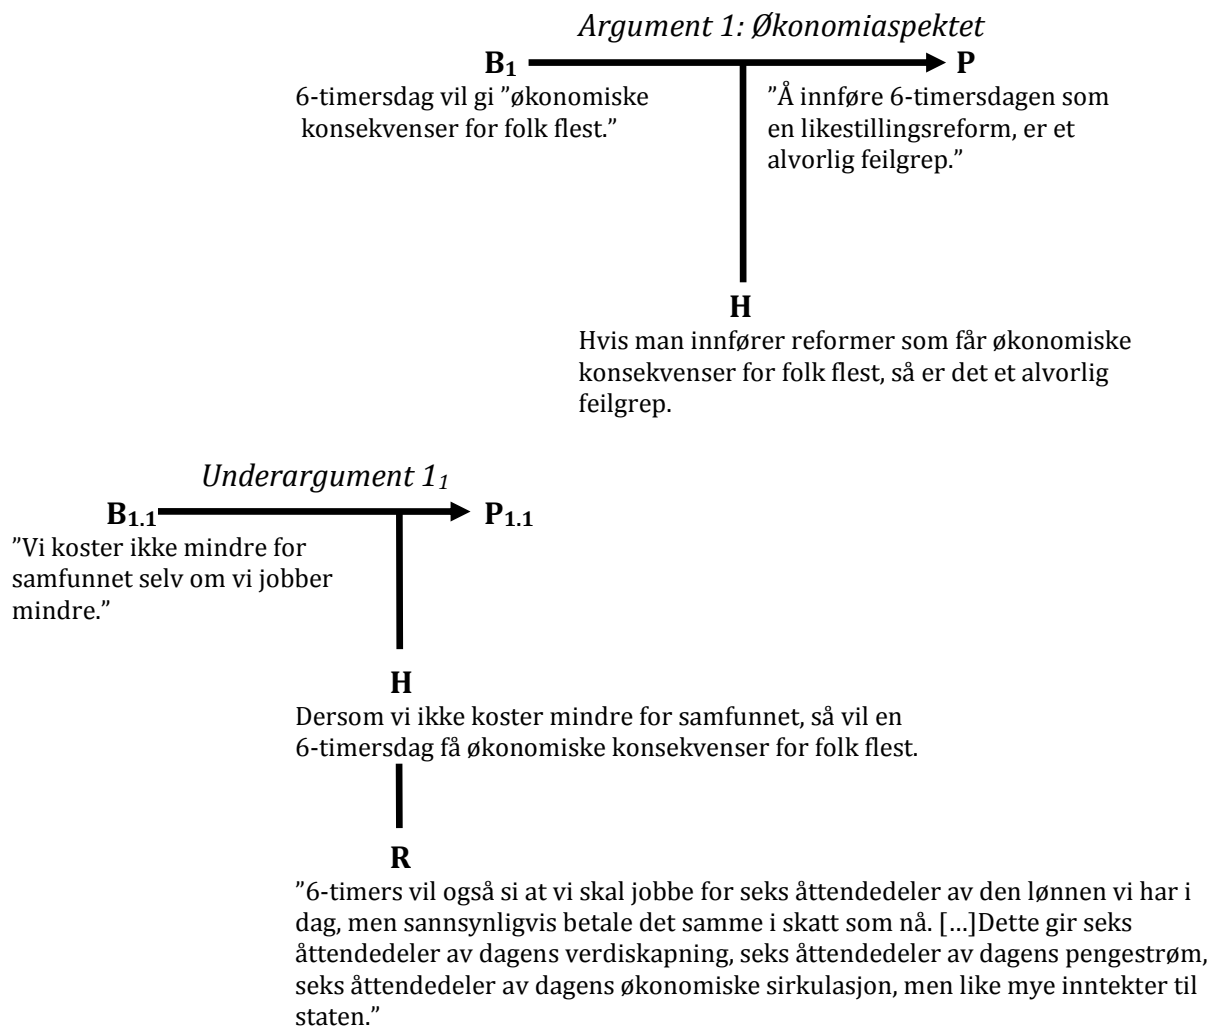 Argument 1: Økonomiaspektet
B1 P
6-timersdag vil gi ”økonomiske
konsekvenser for folk flest.”
”Å innføre 6-timersdagen som
en likestillingsreform, er et
alvorlig feilgrep.”
H
Hvis man innfører reformer som får økonomiske
konsekvenser for folk flest, så er det et alvorlig
feilgrep.
Underargument 11
B1.1 P1.1
”Vi koster ikke mindre for
samfunnet selv om vi jobber
mindre.”
H
Dersom vi ikke koster mindre for samfunnet, så vil en
6-timersdag få økonomiske konsekvenser for folk flest.
R
”6-timers vil også si at vi skal jobbe for seks åttendedeler av den lønnen vi har i
dag, men sannsynligvis betale det samme i skatt som nå. […]Dette gir seks
åttendedeler av dagens verdiskapning, seks åttendedeler av dagens pengestrøm,
seks åttendedeler av dagens økonomiske sirkulasjon, men like mye inntekter til
staten.”